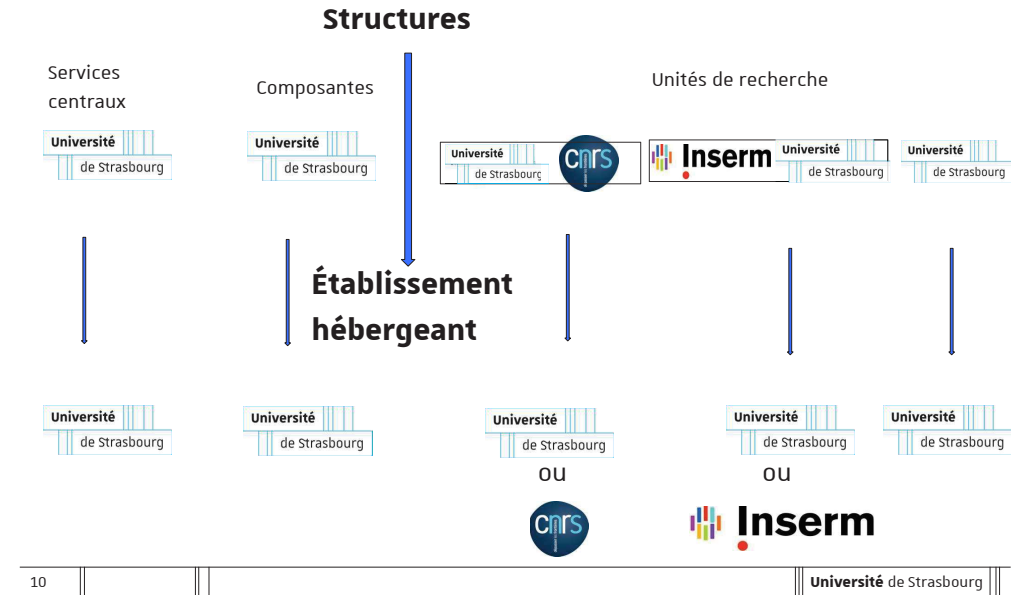 Structures
Services
centraux
Composantes
Unités de recherche
Université
de Strasbourg
Université
de Strasbourg
Université
de Strasbourg
cnrs
Inserm
Université
de Strasbourg
Université
de Strasbourg
Établissement
hébergeant
Université
de Strasbourg
Université
de Strasbourg
Université
de Strasbourg
ou
cnrs
Université
de Strasbourg
ou
Inserm
Université
de Strasbourg
10
Université de Strasbourg